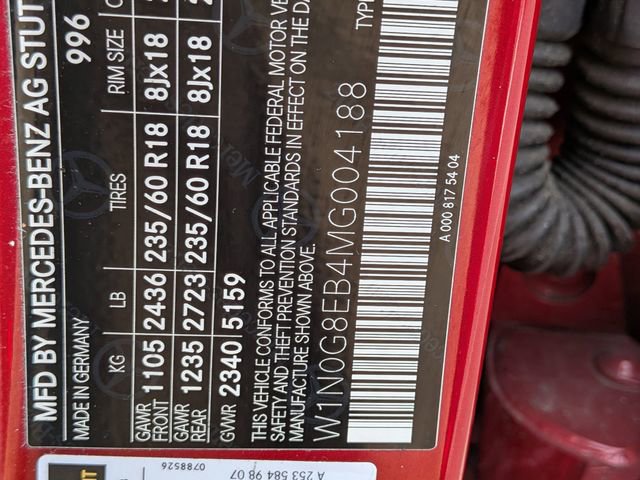 MFD BY MERCEDES-BENZ AG STUT
MADE IN GERMANY
996
KG LB TIRES RIM SIZE
GAWR FRONT 1105 2436 235/60 R18 8Jx18
GAWR REAR 1235 2723 235/60 R18 8Jx18
GVWR 2340 5159
THIS VEHICLE CONFORMS TO ALL APPLICABLE FEDERAL MOTOR VE
SAFETY AND THEFT PREVENTION STANDARDS IN EFFECT ON THE DA
MANUFACTURE SHOWN ABOVE.
W1N0G8EB4MG004188
TYP
A 000 817 54 04
A 253 584 98 07
0788526